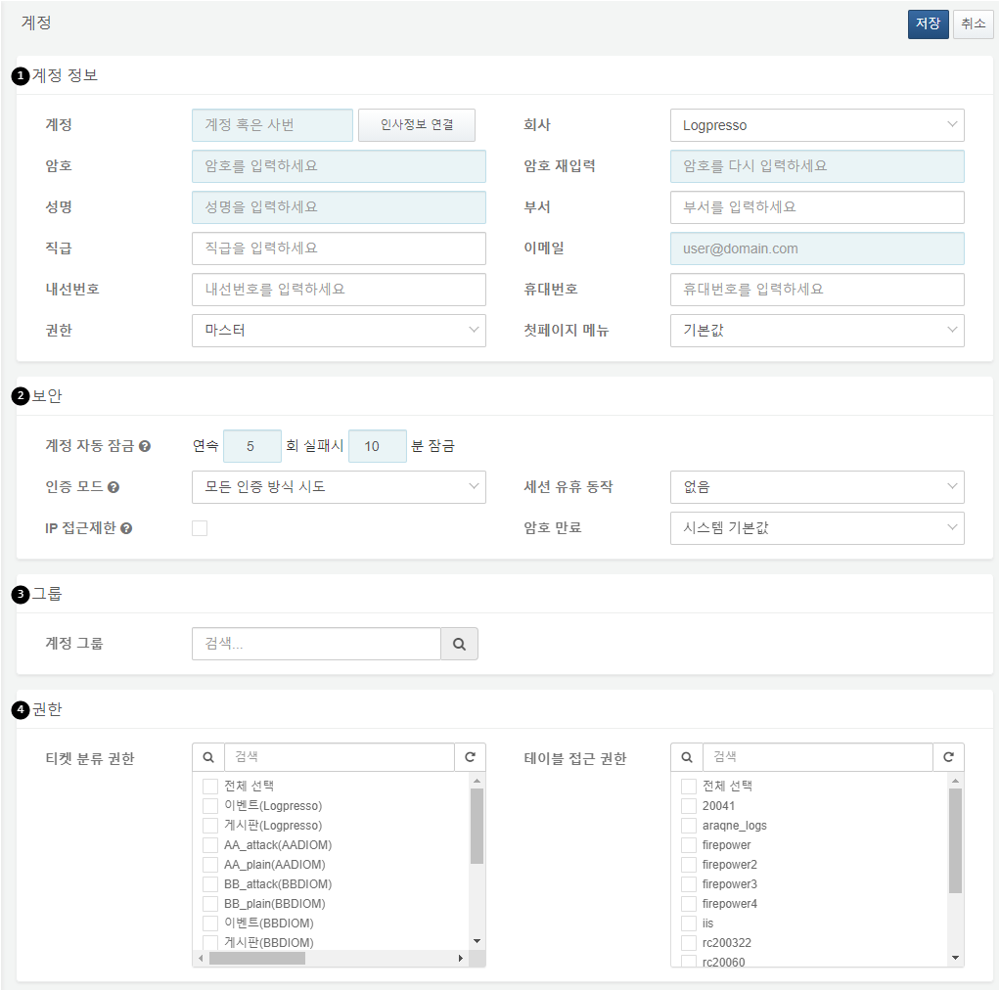 계정
저장 취소
1 계정 정보
계정 계정 혹은 사번 인사정보 연결 회사 Logpresso
암호 암호를 입력하세요 암호 재입력 암호를 다시 입력하세요
성명 성명을 입력하세요 부서 부서를 입력하세요
직급 직급을 입력하세요 이메일 user@domain.com
내선번호 내선번호를 입력하세요 휴대번호 휴대번호를 입력하세요
권한 마스터 첫페이지 메뉴 기본값
2 보안
계정 자동 잠금 ? 연속 5 회 실패시 10 분 잠금
인증 모드 ? 모든 인증 방식 시도 세션 유휴 동작 없음
IP 접근제한 ? 암호 만료 시스템 기본값
3 그룹
계정 그룹 검색...
4 권한
티켓 분류 권한 검색
전체 선택
이벤트(Logpresso)
게시판(Logpresso)
AA_attack(AADIOM)
AA_plain(AADIOM)
BB_attack(BBDIOM)
BB_plain(BBDIOM)
이벤트(BBDIOM)
게시판(BBDIOM)
테이블 접근 권한 검색
전체 선택
20041
araqne_logs
firepower
firepower2
firepower3
firepower4
iis
rc200322
rc20060